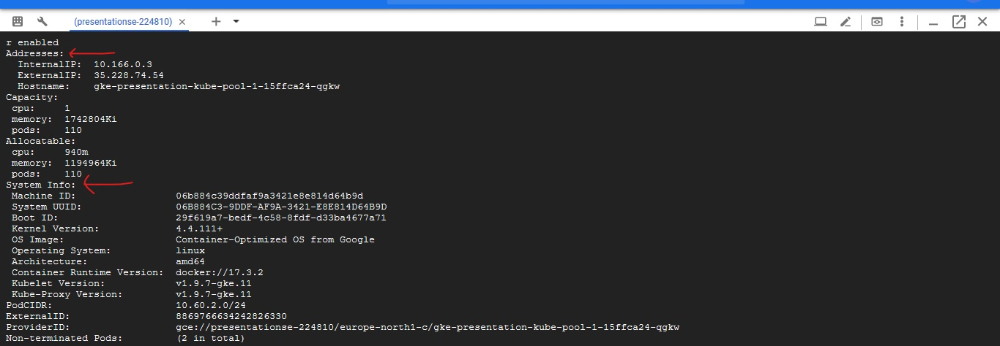 (presentationse-224810)
r enabled
Addresses:
InternalIP: 10.166.0.3
ExternalIP: 35.228.74.54
Hostname: gke-presentation-kube-pool-1-15ffca24-qgkw
Capacity:
cpu: 1
memory: 1742804Ki
pods: 110
Allocatable:
cpu: 940m
memory: 1194964Ki
pods: 110
System Info:
Machine ID: 06b884c39ddfaf9a3421e8e814d64b9d
System UUID: 06B884C3-9DDF-AF9A-3421-E8E814D64B9D
Boot ID: 29f619a7-bedf-4c58-8fdf-d33ba4677a71
Kernel Version: 4.4.111+
OS Image: Container-Optimized OS from Google
Operating System: linux
Architecture: amd64
Container Runtime Version: docker://17.3.2
Kubelet Version: v1.9.7-gke.11
Kube-Proxy Version: v1.9.7-gke.11
PodCIDR: 10.60.2.0/24
ExternalID: 8869766634242826330
ProviderID: gce://presentationse-224810/europe-north1-c/gke-presentation-kube-pool-1-15ffca24-qgkw
Non-terminated Pods: (2 in total)